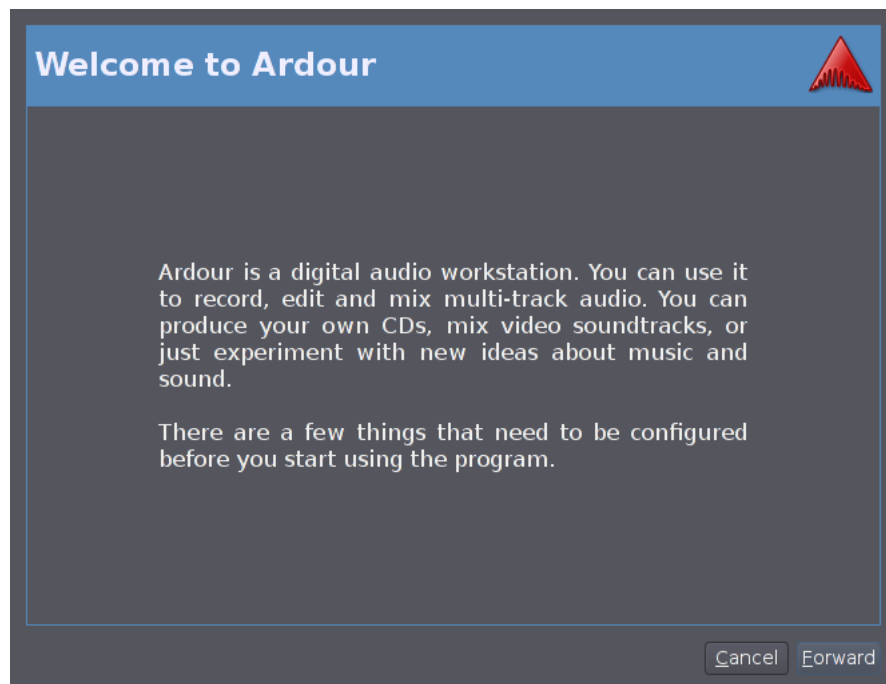 Welcome to Ardour
Ardour is a digital audio workstation. You can use it
to record, edit and mix multi-track audio. You can
produce your own CDs, mix video soundtracks, or
just experiment with new ideas about music and
sound.
There are a few things that need to be configured
before you start using the program.
Cancel
Forward